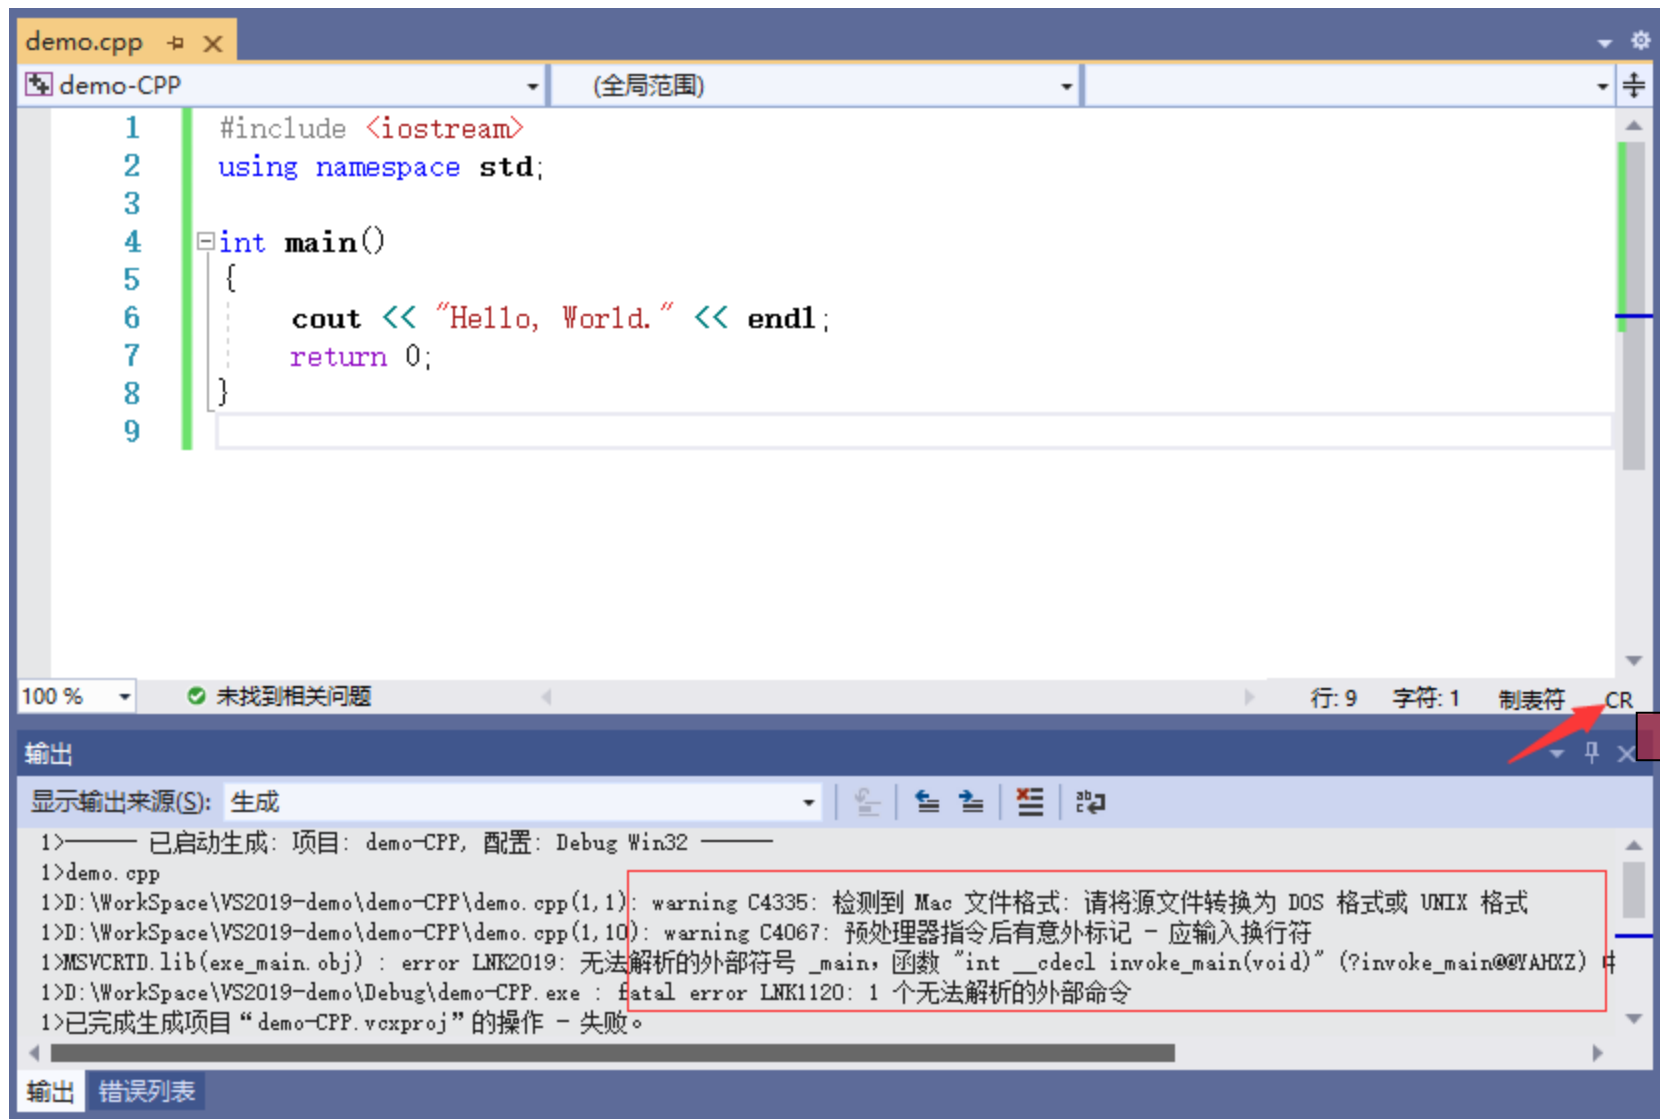 demo.cpp
demo-CPP (全局范围)
1 #include <iostream>
2 using namespace std;
3
4 int main()
5 {
6 cout << "Hello, World." << endl;
7 return 0;
8 }
9
100 % 未找到相关问题 行: 9 字符: 1 制表符 CR
输出
显示输出来源(S): 生成
1>—— 已启动生成: 项目: demo-CPP, 配置: Debug Win32 ——
1>demo.cpp
1>D:\WorkSpace\VS2019-demo\demo-CPP\demo.cpp(1,1): warning C4335: 检测到 Mac 文件格式: 请将源文件转换为 DOS 格式或 UNIX 格式
1>D:\WorkSpace\VS2019-demo\demo-CPP\demo.cpp(1,10): warning C4067: 预处理器指令后有意外标记 - 应输入换行符
1>MSVCRTD.lib(exe_main.obj) : error LNK2019: 无法解析的外部符号 _main，函数 "int __cdecl invoke_main(void)" (?invoke_main@@YAHXZ)
1>D:\WorkSpace\VS2019-demo\Debug\demo-CPP.exe : fatal error LNK1120: 1 个无法解析的外部命令
1>已完成生成项目“demo-CPP.vcxproj”的操作 - 失败。
输出 错误列表